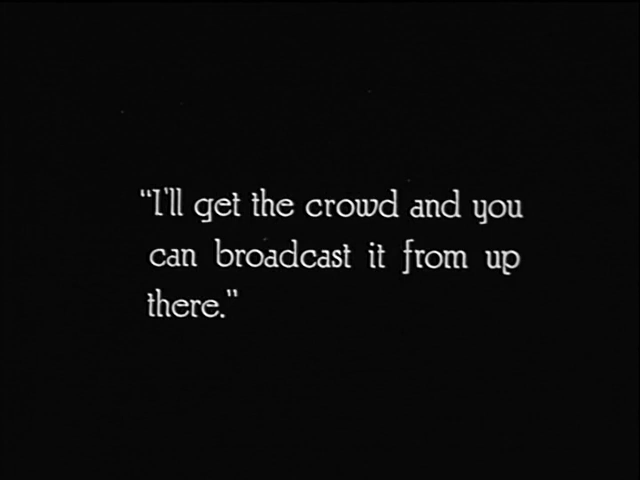 "I'll get the crowd and you
can broadcast it from up
there."